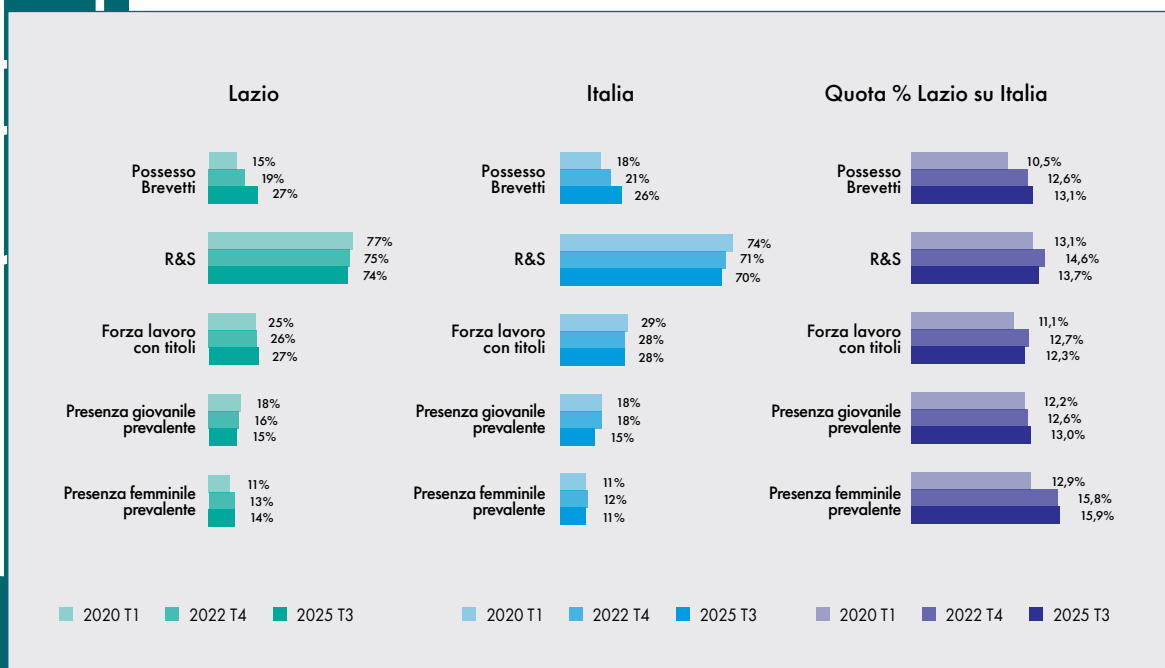 Lazio
Possesso
Brevetti
15%
19%
27%
R&S
77%
75%
74%
Forza lavoro
con titoli
25%
26%
27%
Presenza giovanile
prevalente
18%
16%
15%
Presenza femminile
prevalente
11%
13%
14%
2020 T1
2022 T4
2025 T3
Italia
Possesso
Brevetti
18%
21%
26%
R&S
74%
71%
70%
Forza lavoro
con titoli
29%
28%
28%
Presenza giovanile
prevalente
18%
18%
15%
Presenza femminile
prevalente
11%
12%
11%
2020 T1
2022 T4
2025 T3
Quota % Lazio su Italia
Possesso
Brevetti
10,5%
12,6%
13,1%
R&S
13,1%
14,6%
13,7%
Forza lavoro
con titoli
11,1%
12,7%
12,3%
Presenza giovanile
prevalente
12,2%
12,6%
13,0%
Presenza femminile
prevalente
12,9%
15,8%
15,9%
2020 T1
2022 T4
2025 T3